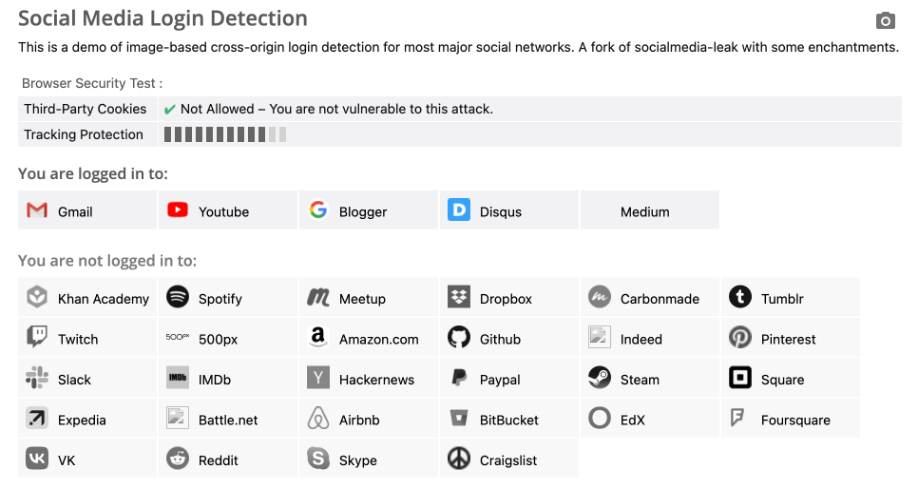 Social Media Login Detection
This is a demo of image-based cross-origin login detection for most major social networks. A fork of socialmedia-leak with some enchantments.
Browser Security Test :
Third-Party Cookies ✔ Not Allowed – You are not vulnerable to this attack.
Tracking Protection
You are logged in to:
Gmail Youtube Blogger Disqus Medium
You are not logged in to:
Khan Academy Spotify Meetup Dropbox Carbonmade Tumblr
Twitch 500px 500px Amazon.com Github Indeed Pinterest
Slack IMDb IMDb Hackernews Paypal Steam Square
Expedia Battle.net Airbnb BitBucket EdX Foursquare
VK Reddit Skype Craigslist